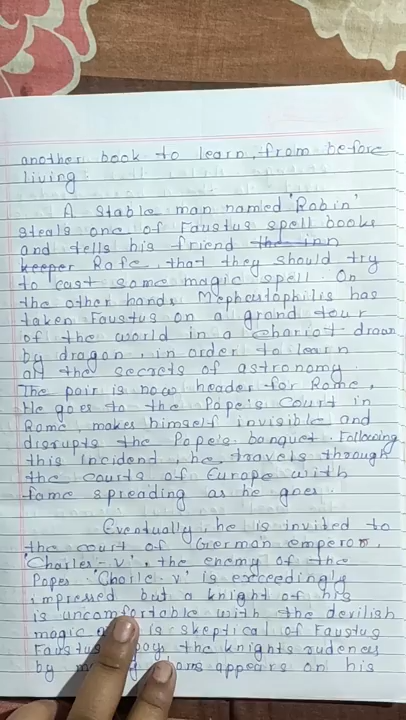 another book to learn, from before
living.
A stable man named 'Robin'
steals one of Faustus spell books
and tells his friend the inn
keeper Rafe, that they should try
to cast some magic spell. On
the other hand, Mephastophilis has
taken Faustus on a grand tour
of the world in a chariot drawn
by dragon, in order to learn
all the secrets of astronomy.
The pair is now header for Rome,
He goes to the Pope's Court in
Rome, makes himself invisible and
disrupts the Pope's banquet. Following
this incident, he travels through
the courts of Europe with
fame spreading as he goes.
Eventually, he is invited to
the court of German emperor,
'Charles-V', the enemy of the
Pope. 'Charle-V' is exceedingly
impressed but a knight of his
is uncomfortable with the devilish
magic is skeptical of Faustus
Faustus the knights rudeness
by appears on his